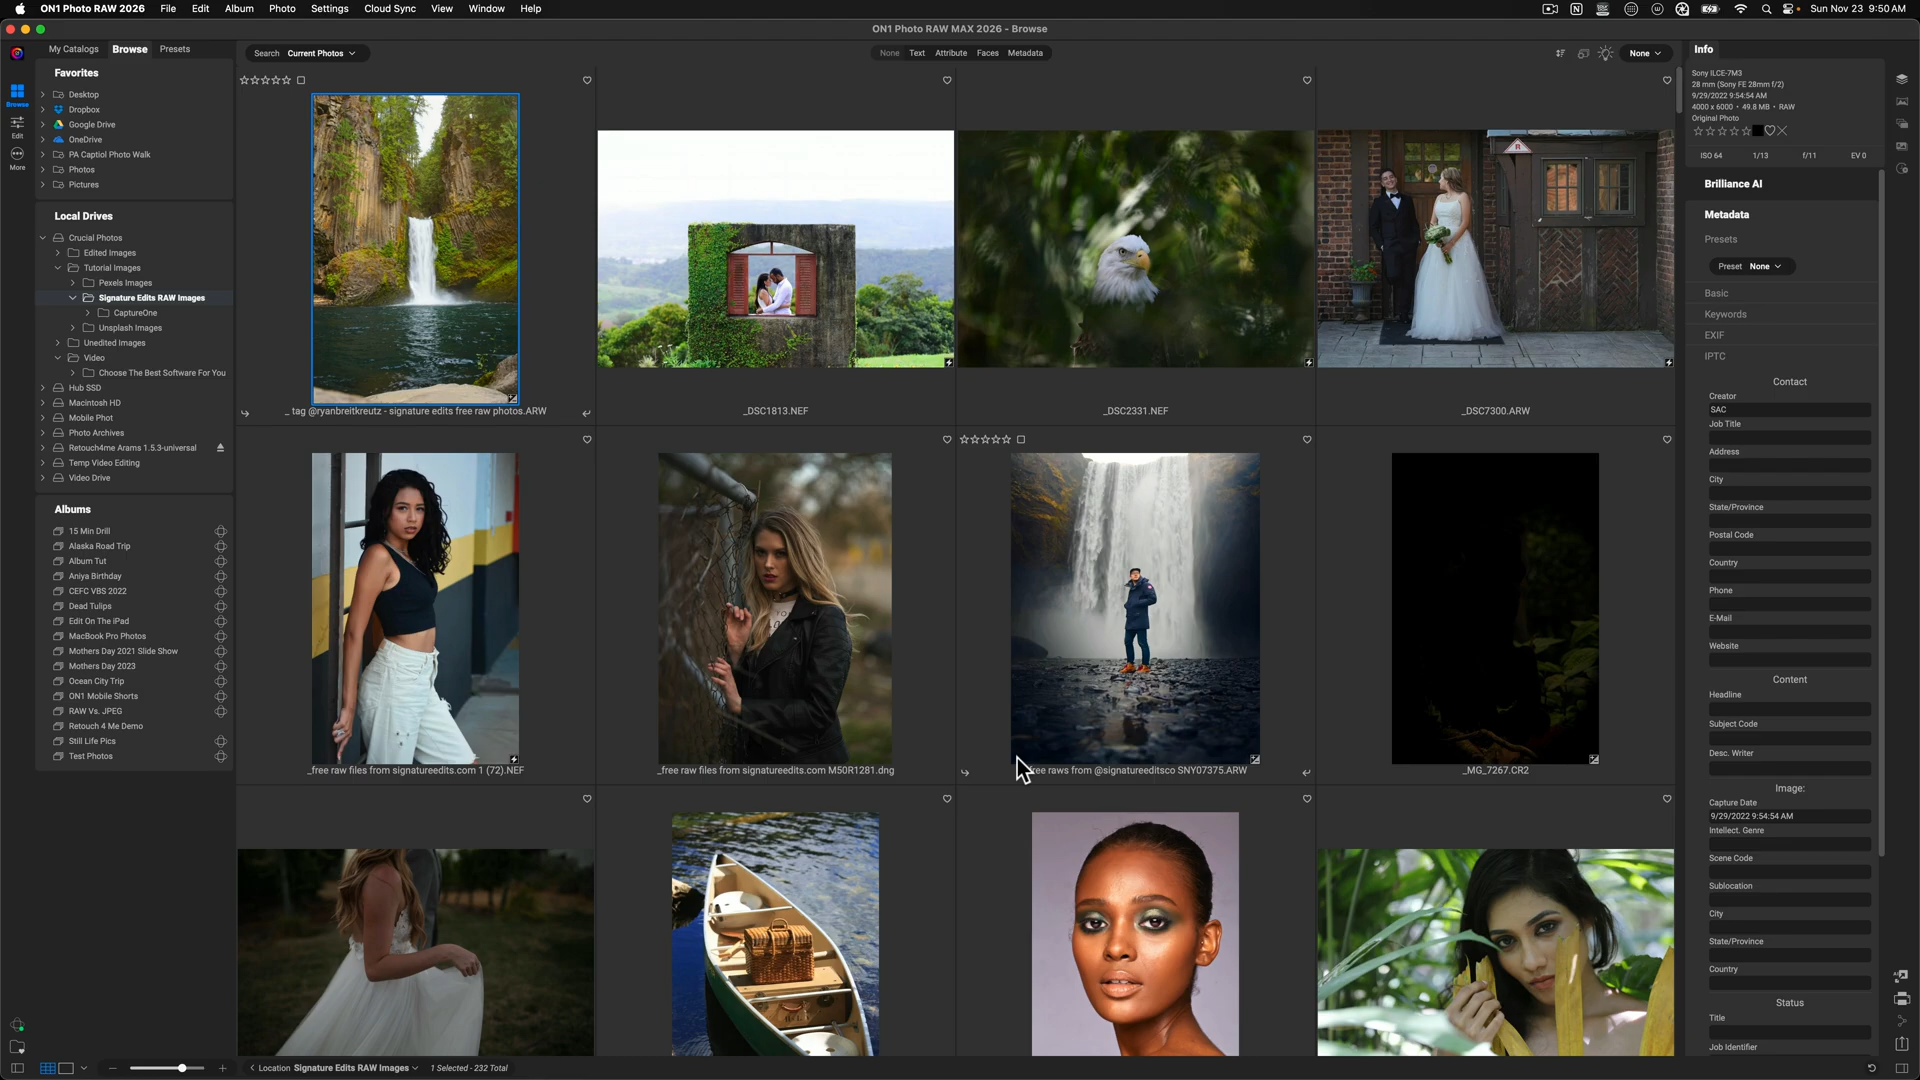 ON1 Photo RAW 2026 File Edit Album Photo Settings Cloud Sync View Window Help Sun Nov 23 9:50 AM
ON1 Photo RAW MAX 2026 - Browse
My Catalogs Browse Presets
Search Current Photos
None Text Attribute Faces Metadata
None
Info
Browse
Edit
More
Favorites
Desktop
Dropbox
Google Drive
OneDrive
PA Captiol Photo Walk
Photos
Pictures
Local Drives
Crucial Photos
Edited Images
Tutorial Images
Pexels Images
Signature Edits RAW Images
CaptureOne
Unsplash Images
Unedited Images
Video
Choose The Best Software For You
Hub SSD
Macintosh HD
Mobile Phot
Photo Archives
Retouch4me Arams 1.5.3-universal
Temp Video Editing
Video Drive
Albums
15 Min Drill
Alaska Road Trip
Album Tut
Aniya Birthday
CEFC VBS 2022
Dead Tulips
Edit On The iPad
MacBook Pro Photos
Mothers Day 2021 Slide Show
Mothers Day 2023
Ocean City Trip
ON1 Mobile Shorts
RAW Vs. JPEG
Retouch 4 Me Demo
Still Life Pics
Test Photos
R
_ tag @ryanbreitkreutz - signature edits free raw photos.ARW
_DSC1813.NEF
_DSC2331.NEF
_DSC7300.ARW
_free raw files from signatureedits.com 1 (72).NEF
_free raw files from signatureedits.com M50R1281.dng
ree raws from @signatureeditsco SNY07375.ARW
_MG_7267.CR2
Sony ILCE-7M3
28 mm (Sony FE 28mm f/2)
9/29/2022 9:54:54 AM
4000 x 6000 • 49.8 MB • RAW
Original Photo
ISO 64 1/13 f/11 EV 0
Brilliance AI
Metadata
Presets
Preset None
Basic
Keywords
EXIF
IPTC
Contact
Creator
SAC
Job Title
Address
City
State/Province
Postal Code
Country
Phone
E-Mail
Website
Content
Headline
Subject Code
Desc. Writer
Image:
Capture Date
9/29/2022 9:54:54 AM
Intellect. Genre
Scene Code
Sublocation
City
State/Province
Country
Status
Title
Job Identifier
Location Signature Edits RAW Images 1 Selected - 232 Total